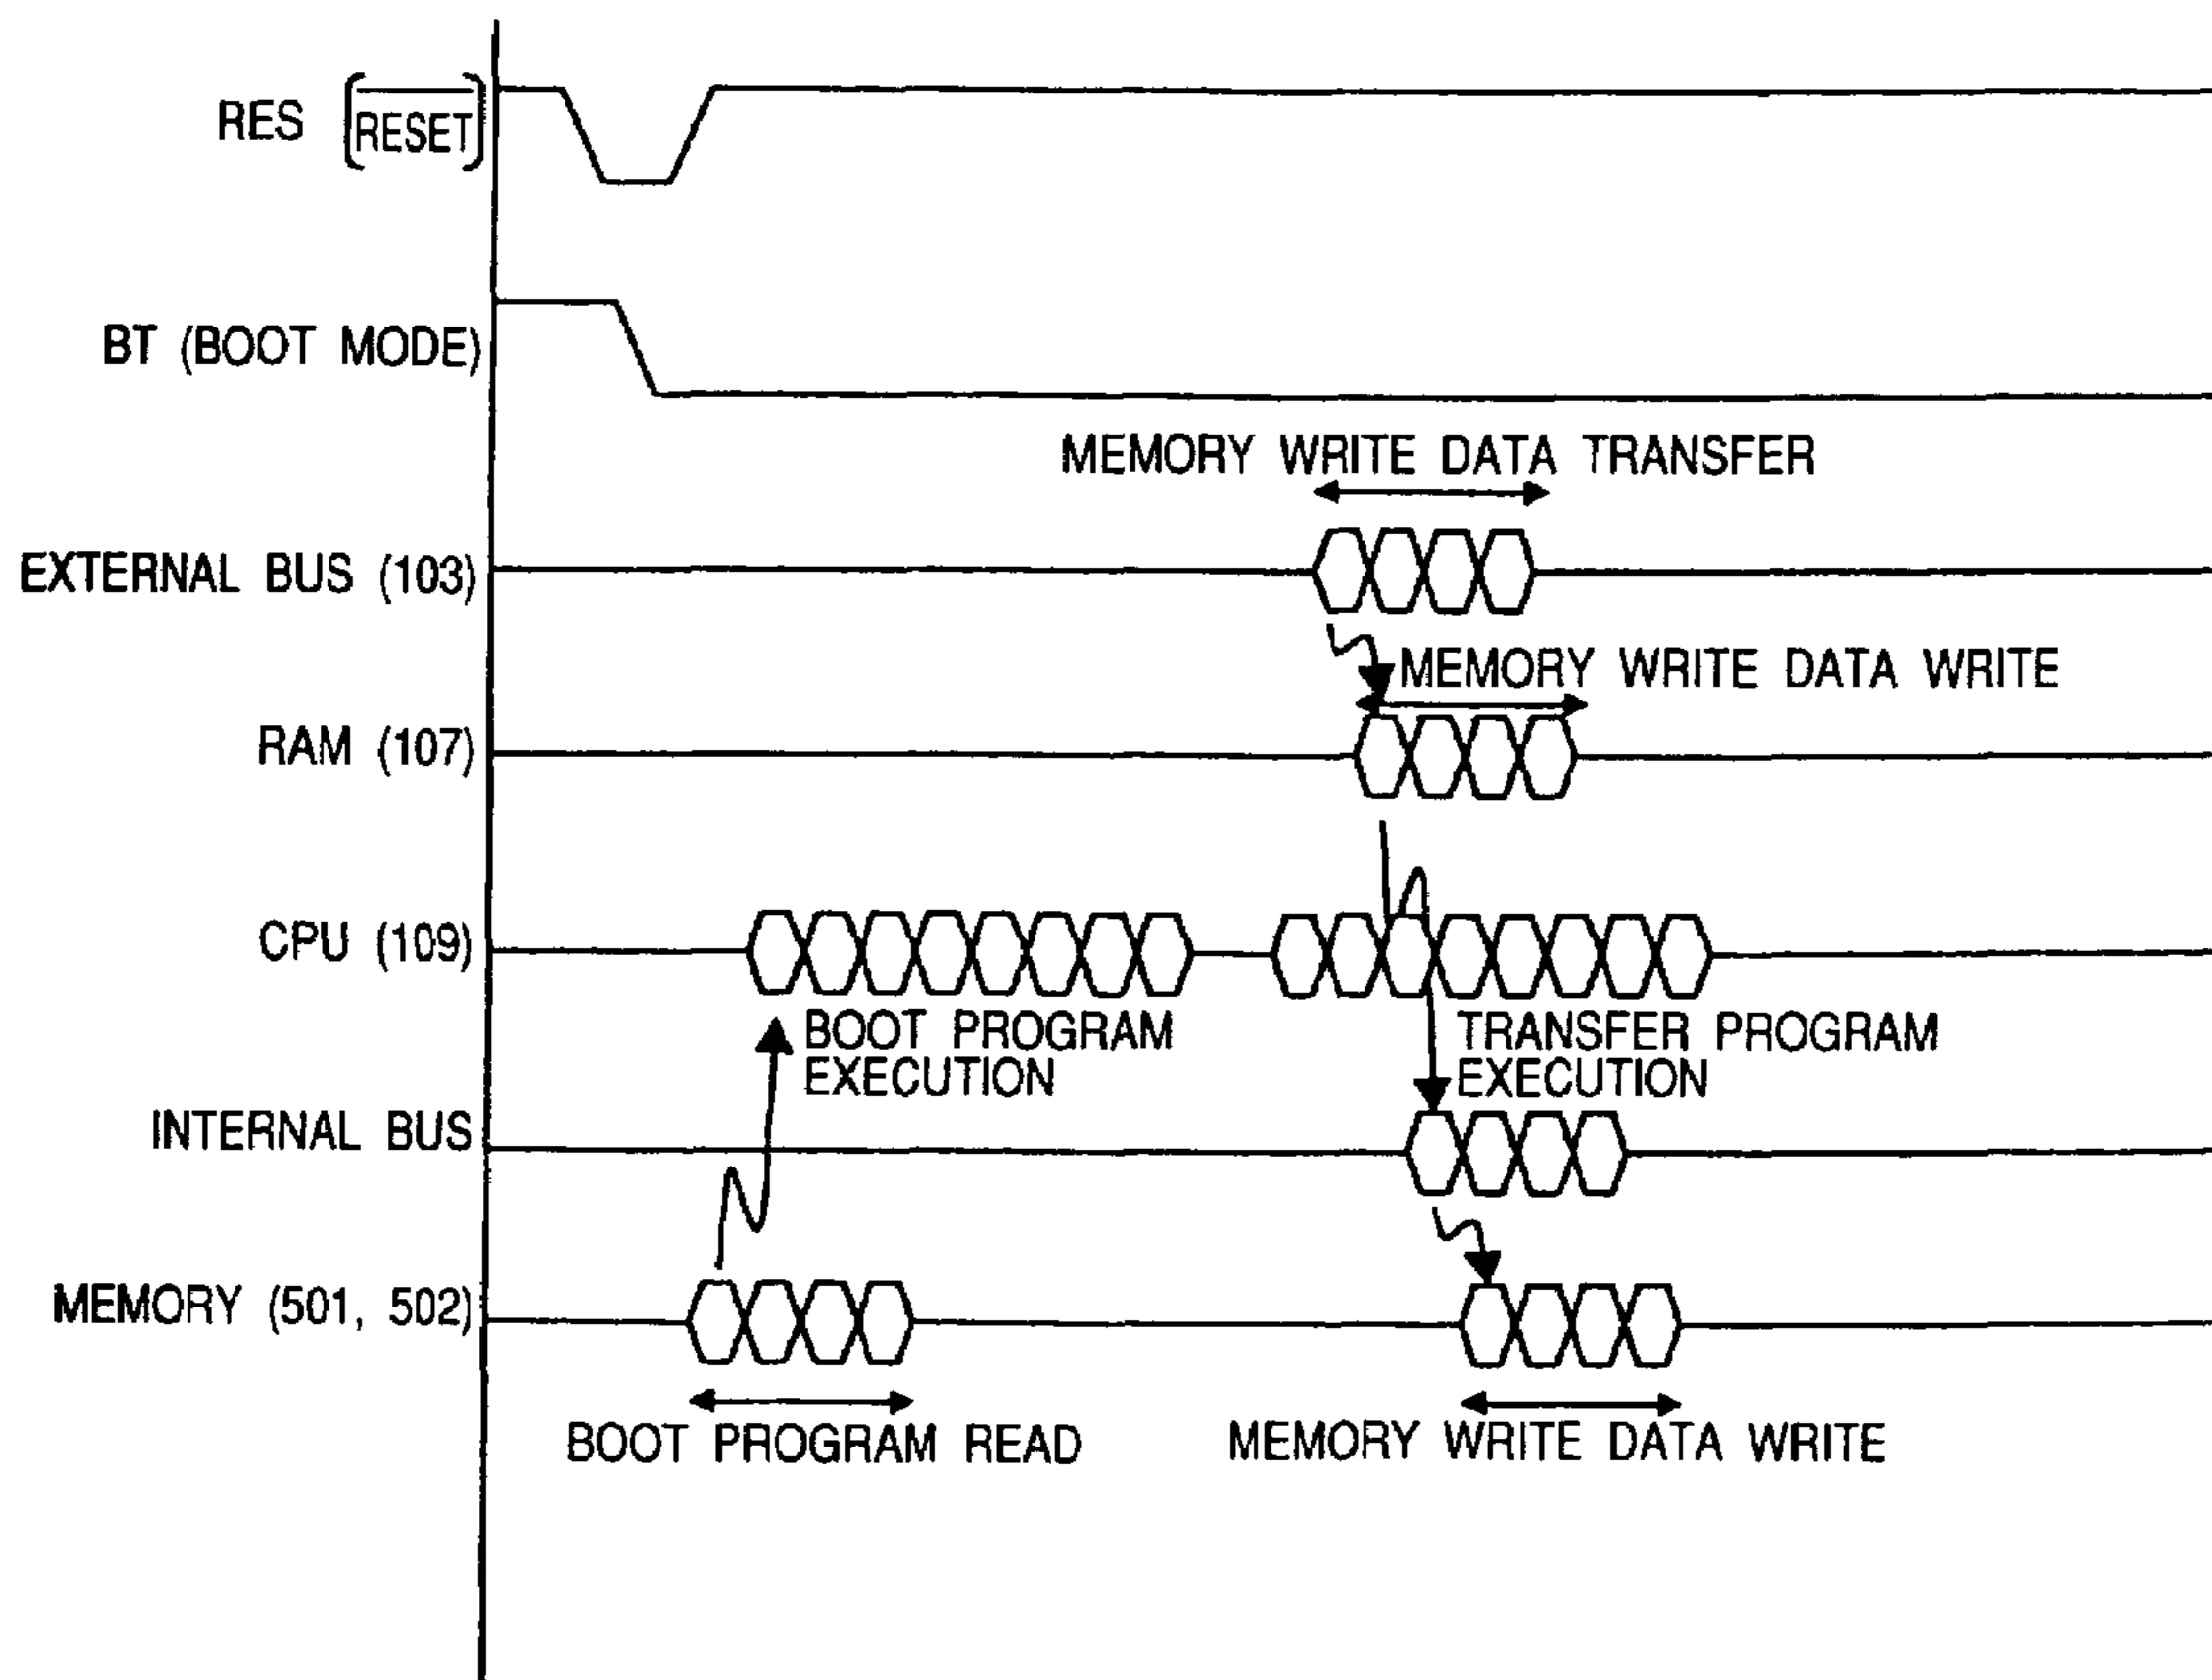 RES (RESET)
BT (BOOT MODE)
MEMORY WRITE DATA TRANSFER
EXTERNAL BUS (103)
MEMORY WRITE DATA WRITE
RAM (107)
CPU (109)
BOOT PROGRAM
EXECUTION
TRANSFER PROGRAM
EXECUTION
INTERNAL BUS
MEMORY (501, 502)
BOOT PROGRAM READ
MEMORY WRITE DATA WRITE